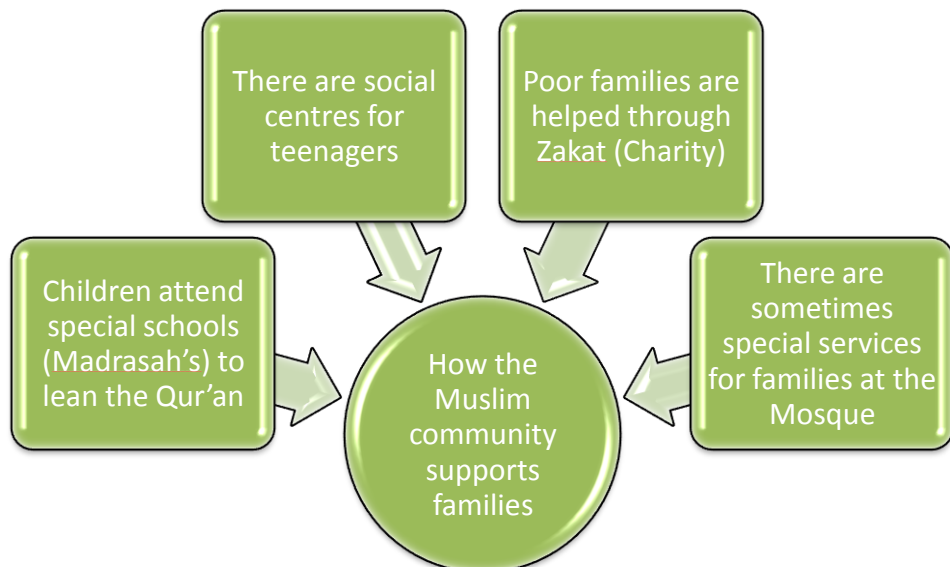 There are social
centres for
teenagers
Poor families are
helped through
Zakat (Charity)
Children attend
special schools
(Madrasah’s) to
lean the Qur’an
There are
sometimes
special services
for families at the
Mosque
How the
Muslim
community
supports
families